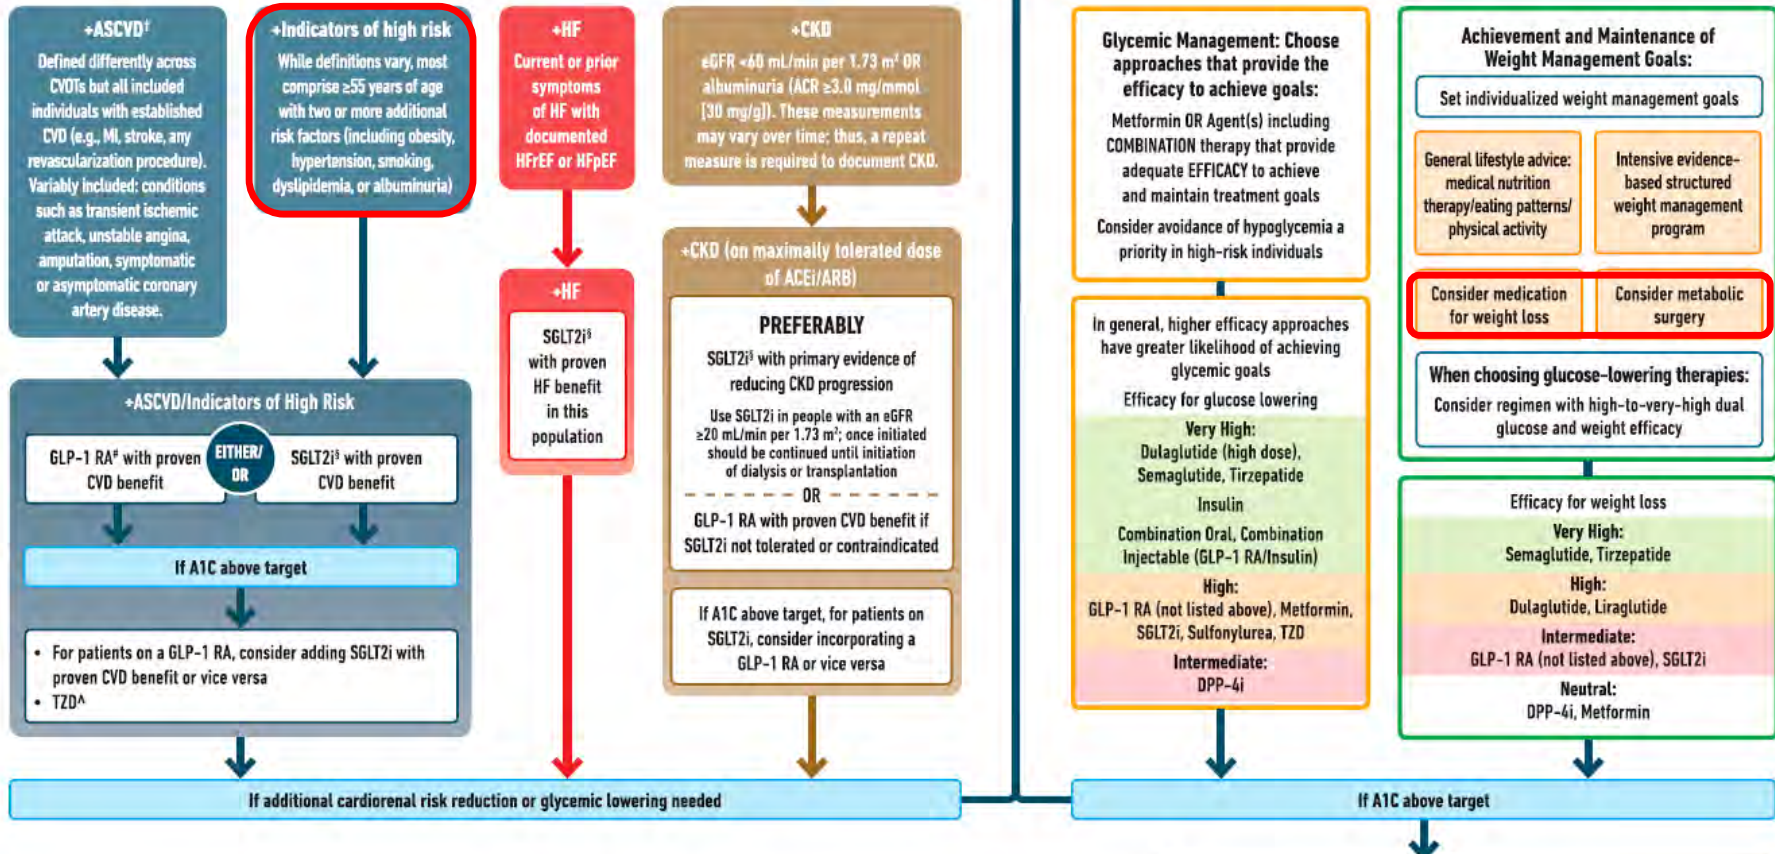 +ASCVD†
Defined differently across
CVOTs but all included
individuals with established
CVD (e.g., MI, stroke, any
revascularization procedure).
Variably included: conditions
such as transient ischemic
attack, unstable angina,
amputation, symptomatic
or asymptomatic coronary
artery disease.
+Indicators of high risk
While definitions vary, most
comprise ≥55 years of age
with two or more additional
risk factors (including obesity,
hypertension, smoking,
dyslipidemia, or albuminuria)
+ASCVD/Indicators of High Risk
GLP-1 RA# with proven
CVD benefit
EITHER/
OR
SGLT2i§ with proven
CVD benefit
If A1C above target
• For patients on a GLP-1 RA, consider adding SGLT2i with
proven CVD benefit or vice versa
• TZD^
+HF
Current or prior
symptoms
of HF with
documented
HFrEF or HFpEF
+HF
SGLT2i§
with proven
HF benefit
in this
population
+CKD
eGFR <60 mL/min per 1.73 m² OR
albuminuria (ACR ≥3.0 mg/mmol
[30 mg/g]). These measurements
may vary over time; thus, a repeat
measure is required to document CKD.
+CKD (on maximally tolerated dose
of ACEi/ARB)
PREFERABLY
SGLT2i§ with primary evidence of
reducing CKD progression
Use SGLT2i in people with an eGFR
≥20 mL/min per 1.73 m²; once initiated
should be continued until initiation
of dialysis or transplantation
OR
GLP-1 RA with proven CVD benefit if
SGLT2i not tolerated or contraindicated
If A1C above target, for patients on
SGLT2i, consider incorporating a
GLP-1 RA or vice versa
If additional cardiorenal risk reduction or glycemic lowering needed
Glycemic Management: Choose
approaches that provide the
efficacy to achieve goals:
Metformin OR Agent(s) including
COMBINATION therapy that provide
adequate EFFICACY to achieve
and maintain treatment goals
Consider avoidance of hypoglycemia a
priority in high-risk individuals
In general, higher efficacy approaches
have greater likelihood of achieving
glycemic goals
Efficacy for glucose lowering
Very High:
Dulaglutide (high dose),
Semaglutide, Tirzepatide
Insulin
Combination Oral, Combination
Injectable (GLP-1 RA/Insulin)
High:
GLP-1 RA (not listed above), Metformin,
SGLT2i, Sulfonylurea, TZD
Intermediate:
DPP-4i
Achievement and Maintenance of
Weight Management Goals:
Set individualized weight management goals
General lifestyle advice:
medical nutrition
therapy/eating patterns/
physical activity
Intensive evidence-
based structured
weight management
program
Consider medication
for weight loss
Consider metabolic
surgery
When choosing glucose-lowering therapies:
Consider regimen with high-to-very-high dual
glucose and weight efficacy
Efficacy for weight loss
Very High:
Semaglutide, Tirzepatide
High:
Dulaglutide, Liraglutide
Intermediate:
GLP-1 RA (not listed above), SGLT2i
Neutral:
DPP-4i, Metformin
If A1C above target